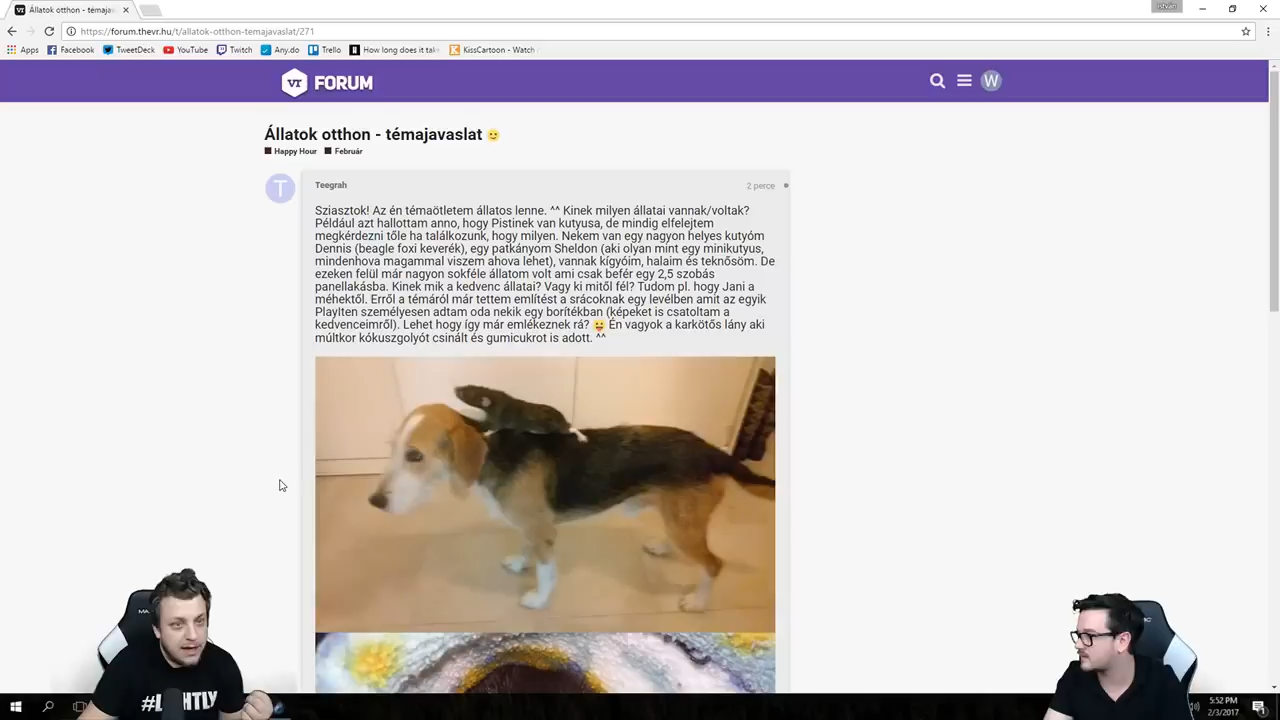 Állatok otthon - témaja
István
https://forum.thevr.hu/t/allatok-otthon-temajavaslat/271
Apps Facebook TweetDeck YouTube Twitch Any.do Trello How long does it take KissCartoon - Watch
VT FORUM
W
Állatok otthon - témajavaslat
Happy Hour Február
T
Teegrah
2 perce
Sziasztok! Az én témaötletem állatos lenne. ^^ Kinek milyen állatai vannak/voltak?
Például azt hallottam anno, hogy Pistinek van kutyusa, de mindig elfelejtem
megkérdezni tőle ha találkozunk, hogy milyen. Nekem van egy nagyon helyes kutyóm
Dennis (beagle foxi keverék), egy patkányom Sheldon (aki olyan mint egy minikutyus,
mindenhova magammal viszem ahova lehet), vannak kígyóim, halaim és teknősöm. De
ezeken felül már nagyon sokféle állatom volt ami csak befér egy 2,5 szobás
panellakásba. Kinek mik a kedvenc állatai? Vagy ki mitől fél? Tudom pl. hogy Jani a
méhektől. Erről a témáról már tettem említést a srácoknak egy levélben amit az egyik
PlayIten személyesen adtam oda nekik egy borítékban (képeket is csatoltam a
kedvenceimről). Lehet hogy így már emlékeznek rá? Én vagyok a karkötős lány aki
múltkor kókuszgolyót csinált és gumicukrot is adott. ^^
5:52 PM
2/3/2017